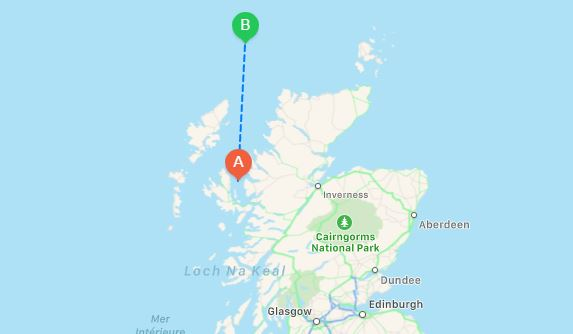 B
A
Inverness
Cairngorms
National Park
Aberdeen
Loch Na Keal
Dundee
Mer
Intérieure
Glasgow
Edinburgh